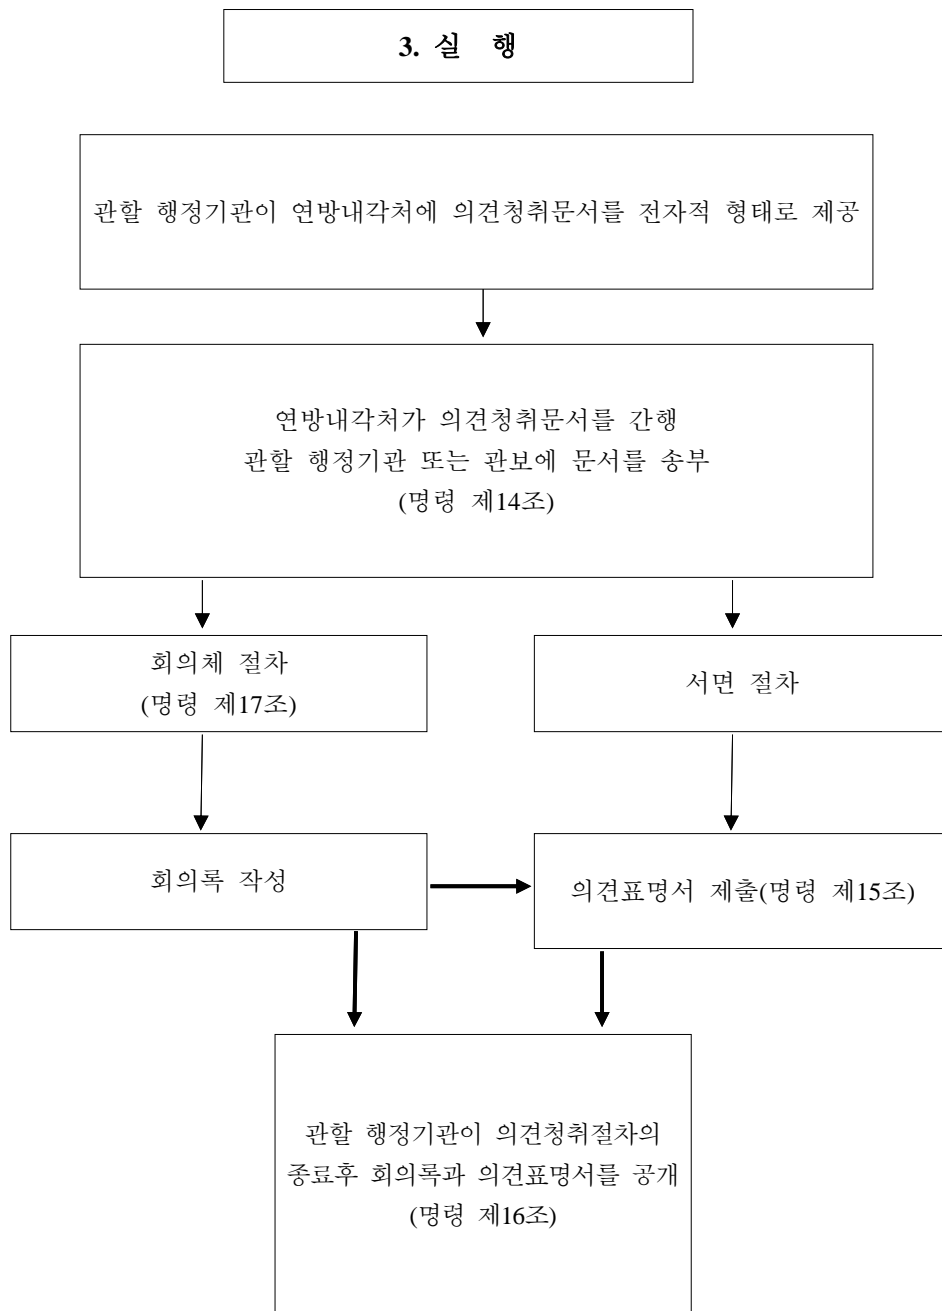 3. 실 행
관할 행정기관이 연방내각처에 의견청취문서를 전자적 형태로 제공
연방내각처가 의견청취문서를 간행
관할 행정기관 또는 관보에 문서를 송부
(명령 제14조)
회의체 절차
(명령 제17조)
서면 절차
회의록 작성
의견표명서 제출(명령 제15조)
관할 행정기관이 의견청취절차의
종료후 회의록과 의견표명서를 공개
(명령 제16조)